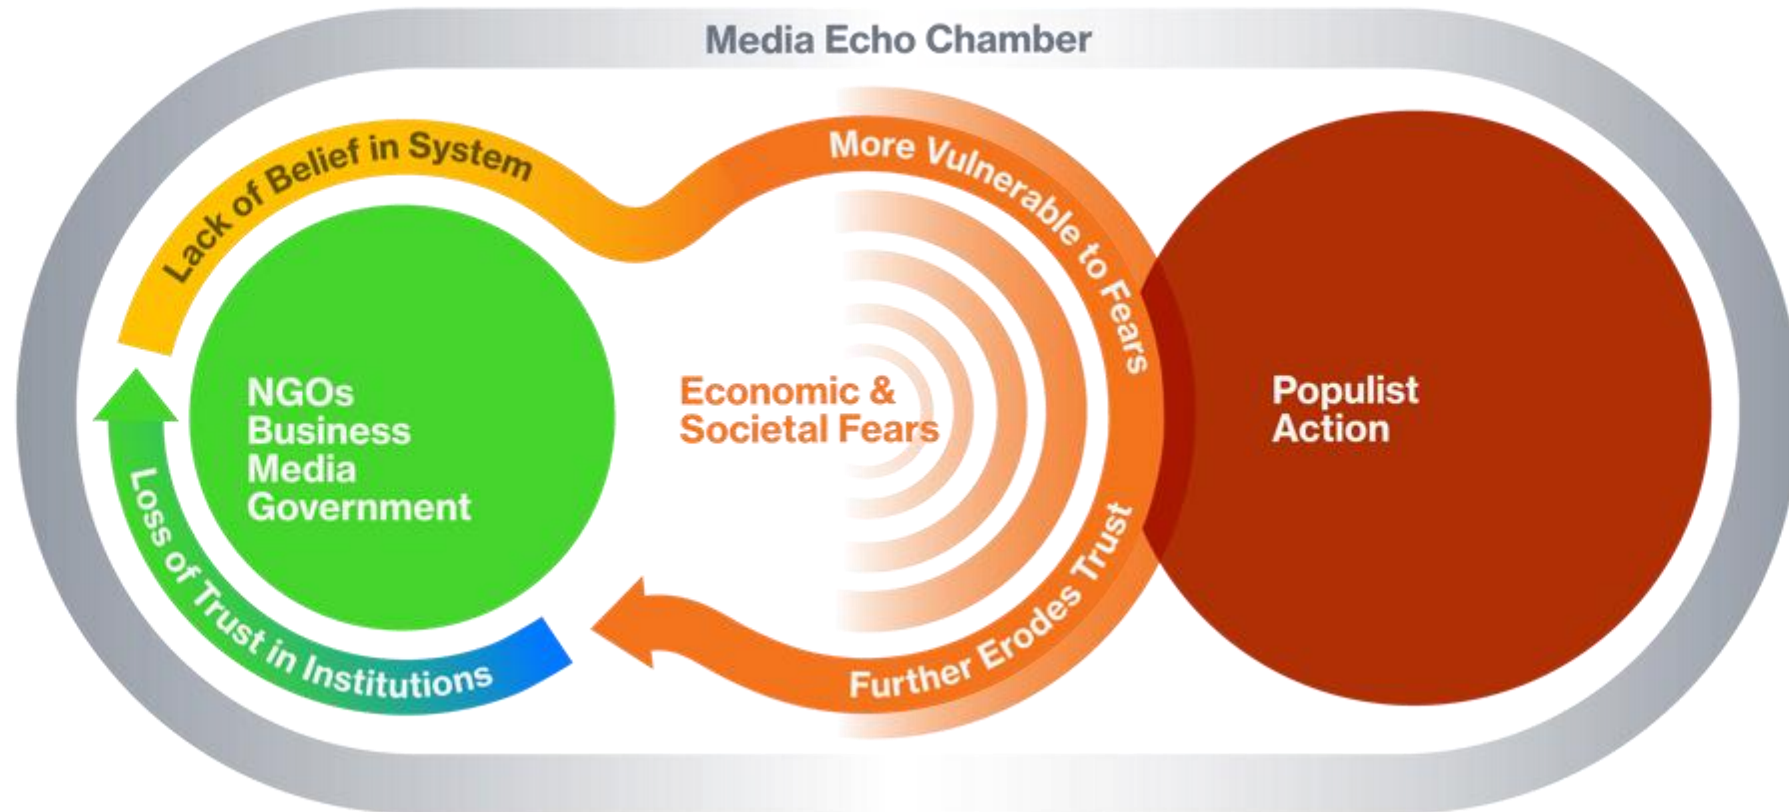 Media Echo Chamber
Lack of Belief in System
More Vulnerable to Fears
NGOs
Business
Media
Government
Economic &
Societal Fears
Populist
Action
Loss of Trust in Institutions
Further Erodes Trust